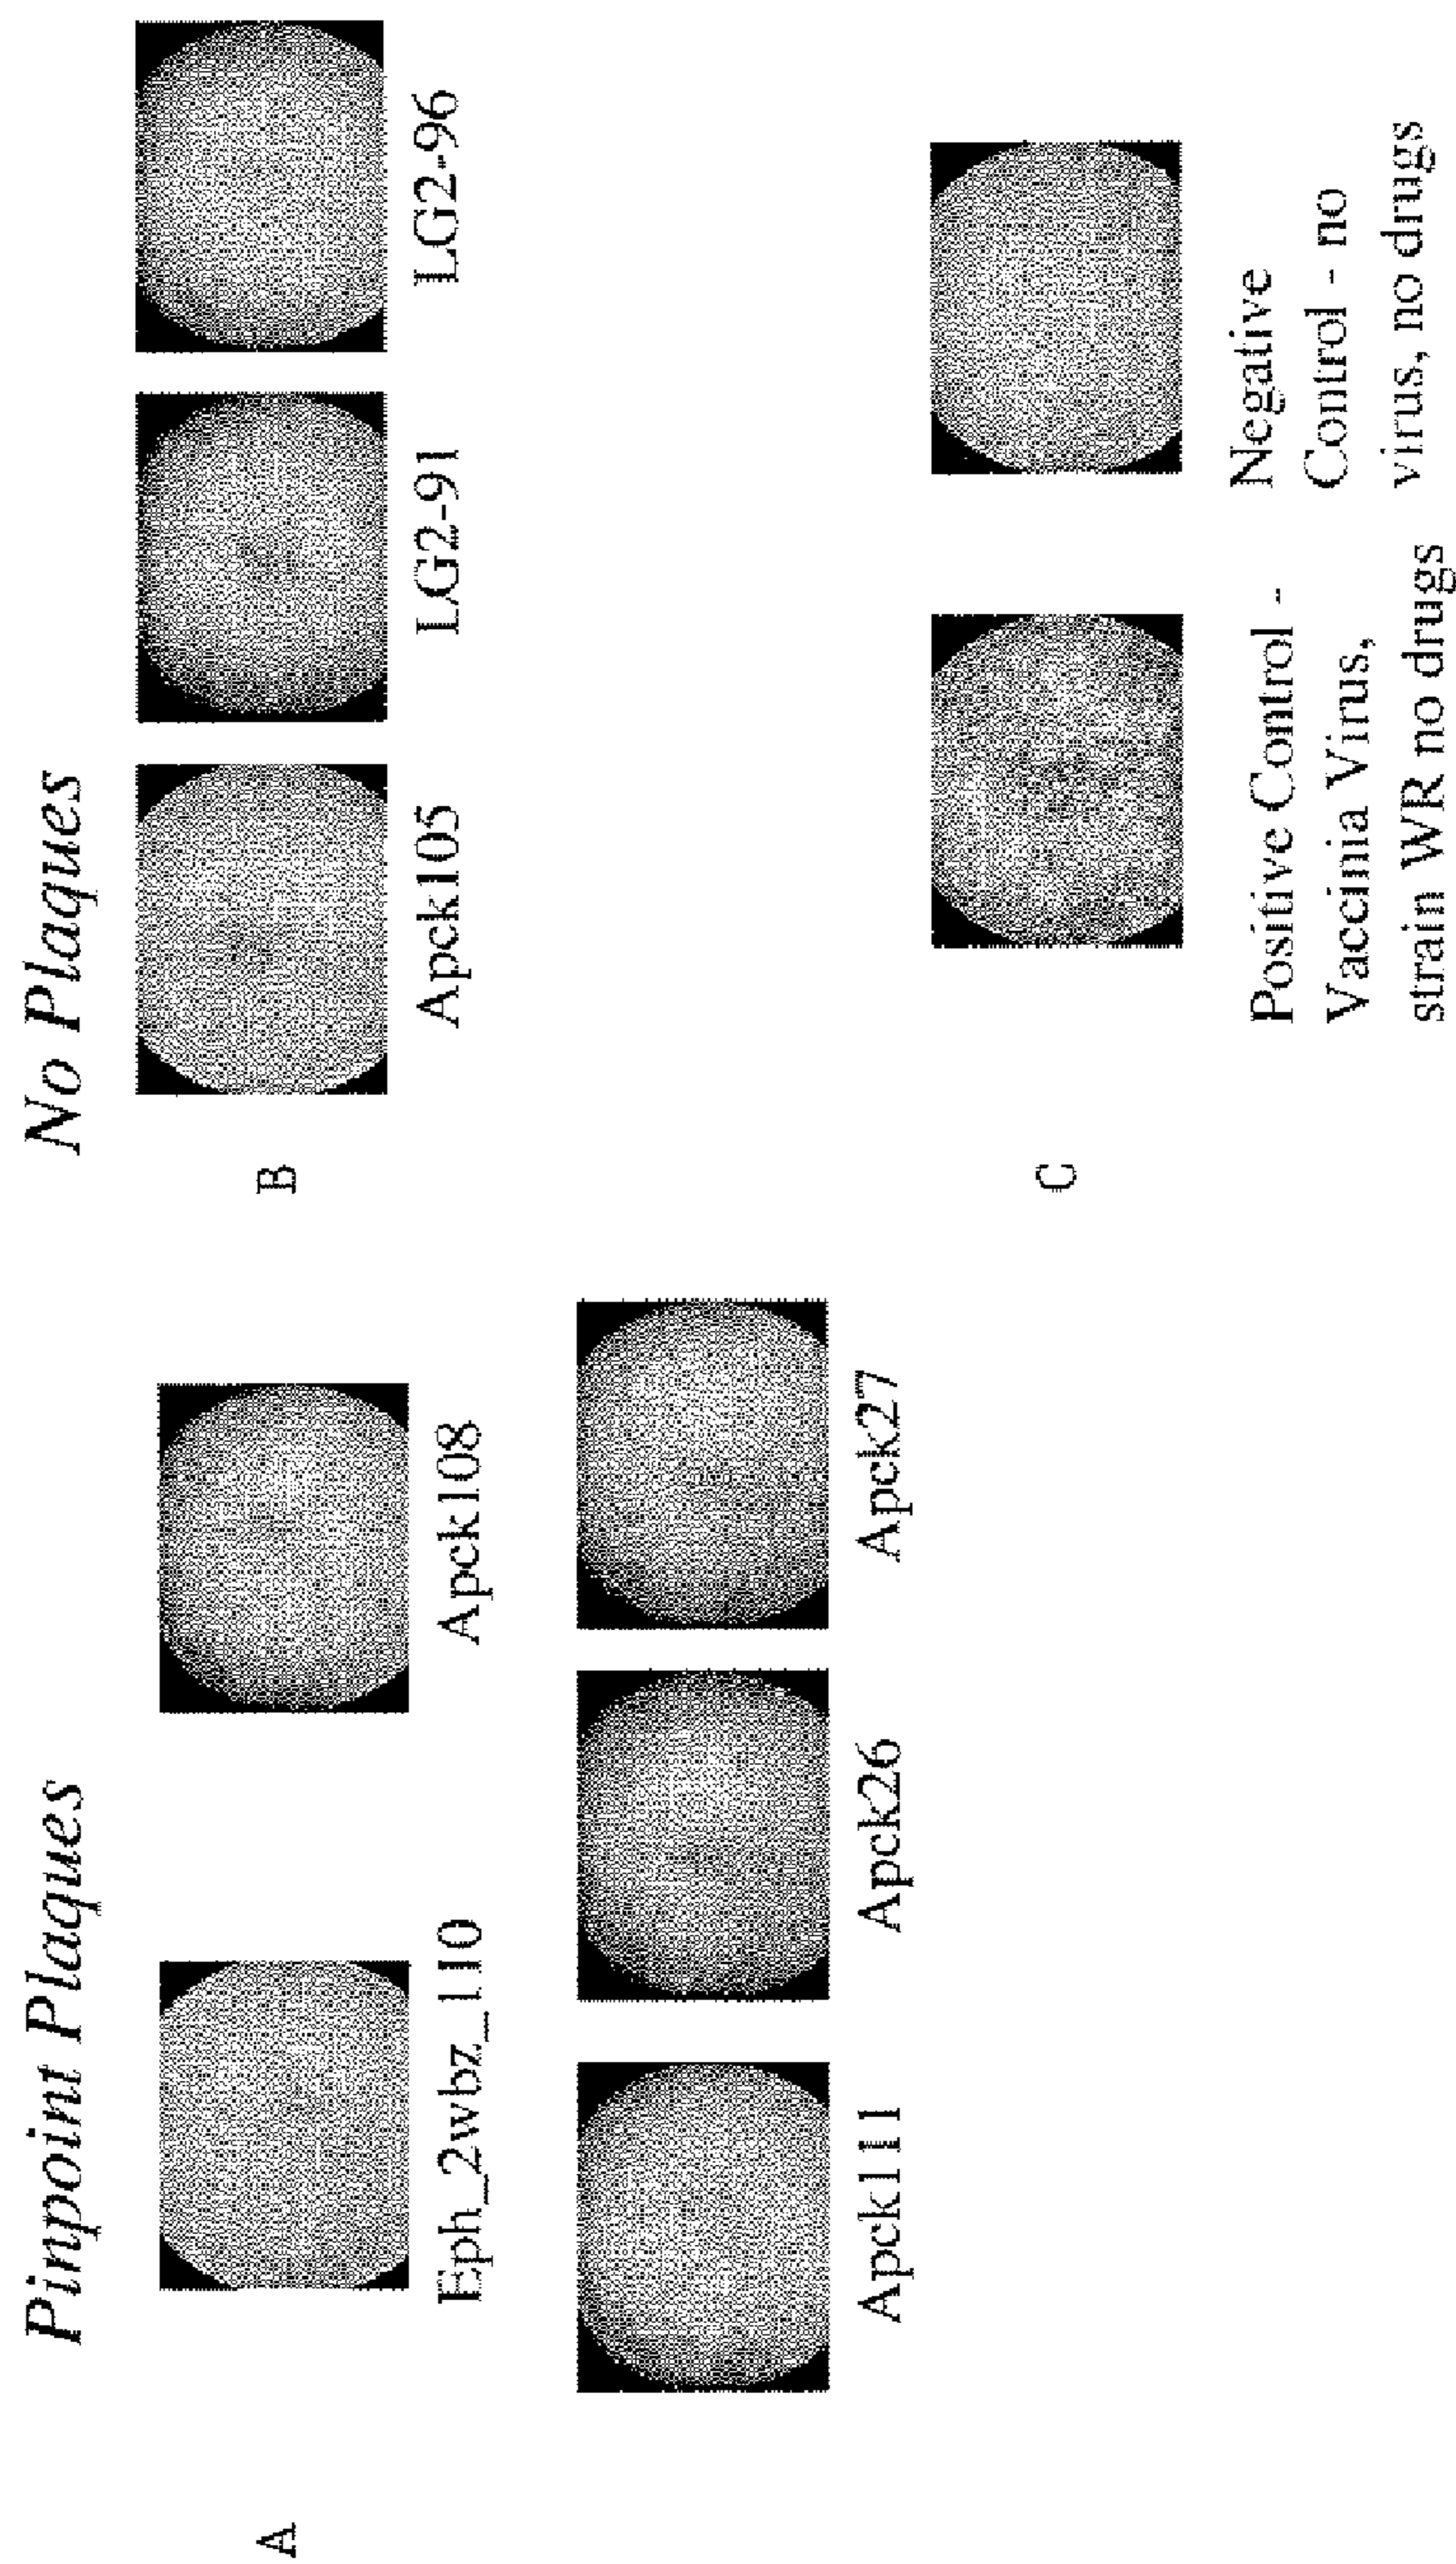 Pinpoint Plaques
A
Eph_2wbz_110
Apck108
Apck111
Apck26
Apck27
No Plaques
B
Apck105
LG2-91
LG2-96
C
Positive Control -
Vaccinia Virus,
strain WR no drugs
Negative
Control - no
virus, no drugs